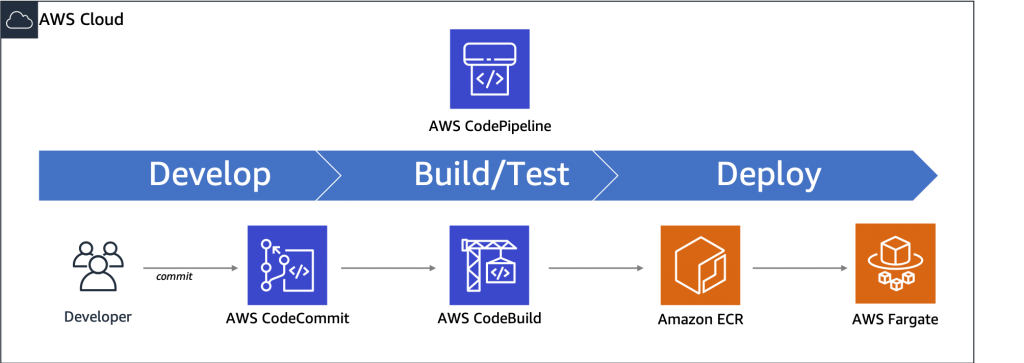 AWS Cloud
</>
AWS CodePipeline
Develop
Build/Test
Deploy
commit
</>
</>
Developer
AWS CodeCommit
AWS CodeBuild
Amazon ECR
AWS Fargate